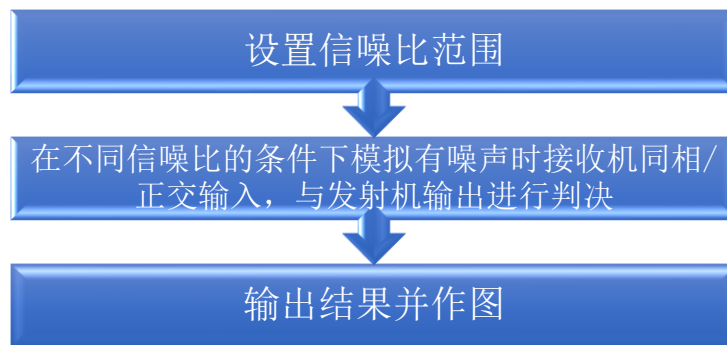 设置信噪比范围
在不同信噪比的条件下模拟有噪声时接收机同相/
正交输入，与发射机输出进行判决
输出结果并作图